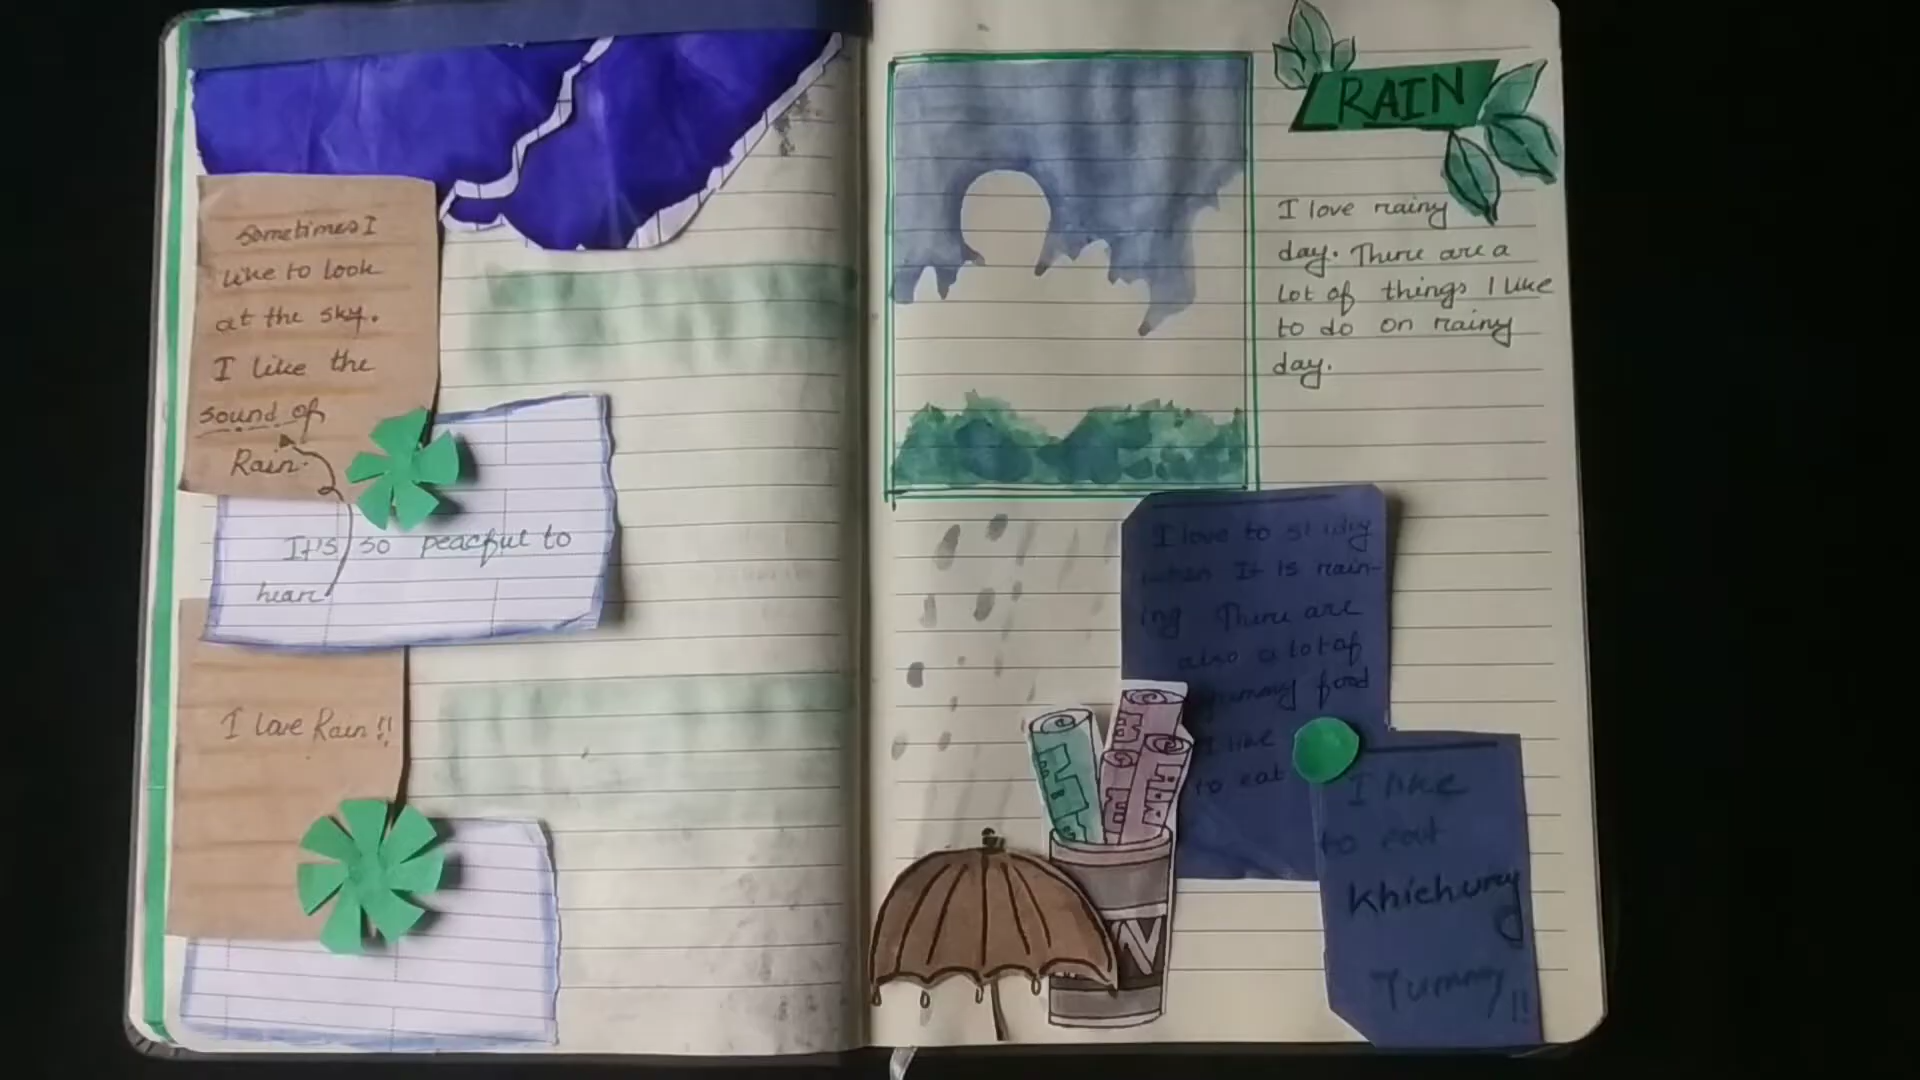 sometimes I
like to look
at the sky.
I like the
sound of
Rain.
It's so peacful to
hear
I love Rain!!
RAIN
I love rainy
day. There are a
lot of things I like
to do on rainy
day.
I love to study
when It is rain-
ing There are
also a lot of
yummy food
I like
to eat
I like
to eat
Khichury
Yummy!!
N